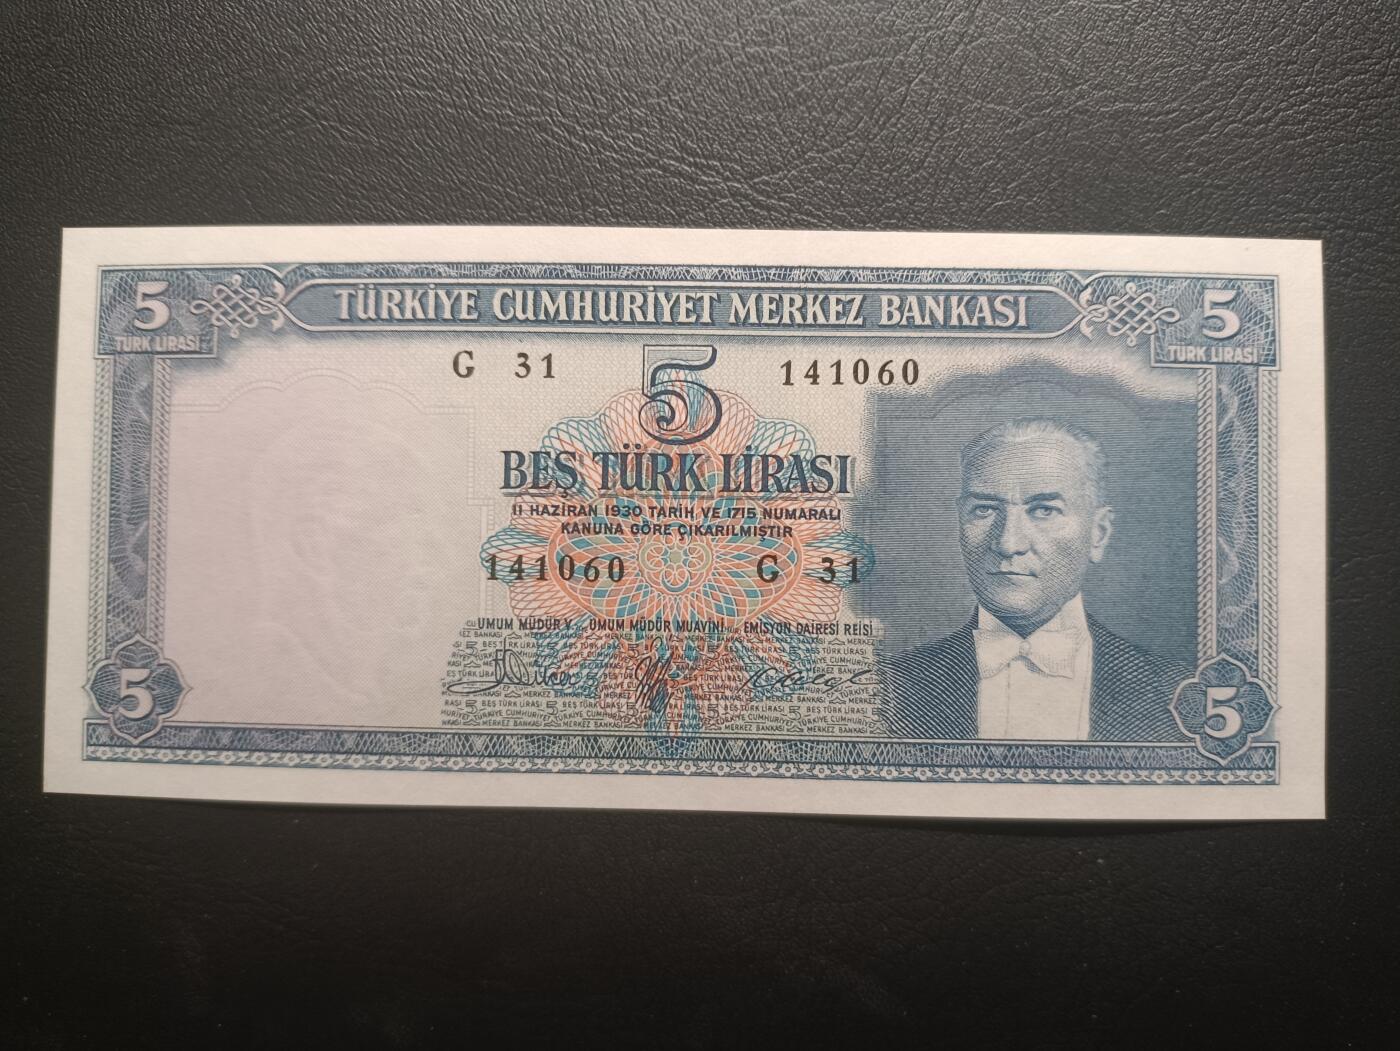 5 TÜRKİYE CUMHURİYET MERKEZ BANKASI 5
TÜRK LİRASI TÜRK LİRASI
G 31 5 141060
BEŞ TÜRK LİRASI
11 HAZİRAN 1930 TARİH VE 1715 NUMARALI
KANUNA GÖRE ÇIKARILMIŞTIR
141060 G 31
UMUM MÜDÜR V. UMUM MÜDÜR MUAVİNİ EMİSYON DAİRESİ REİSİ
5 5